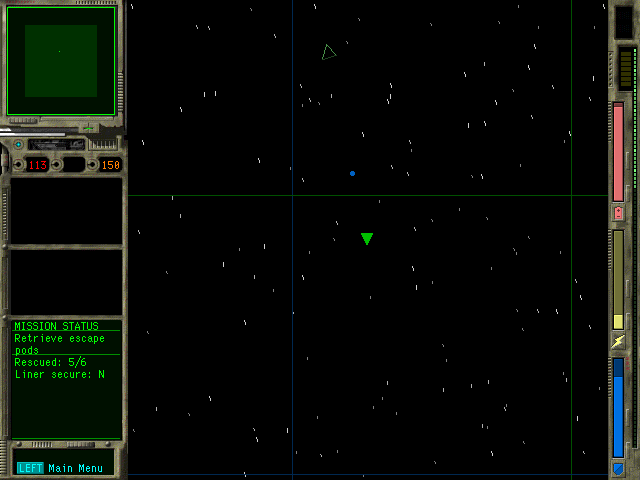 113
150
MISSION STATUS
Retrieve escape
pods
Rescued: 5/6
Liner secure: N
LEFT Main Menu